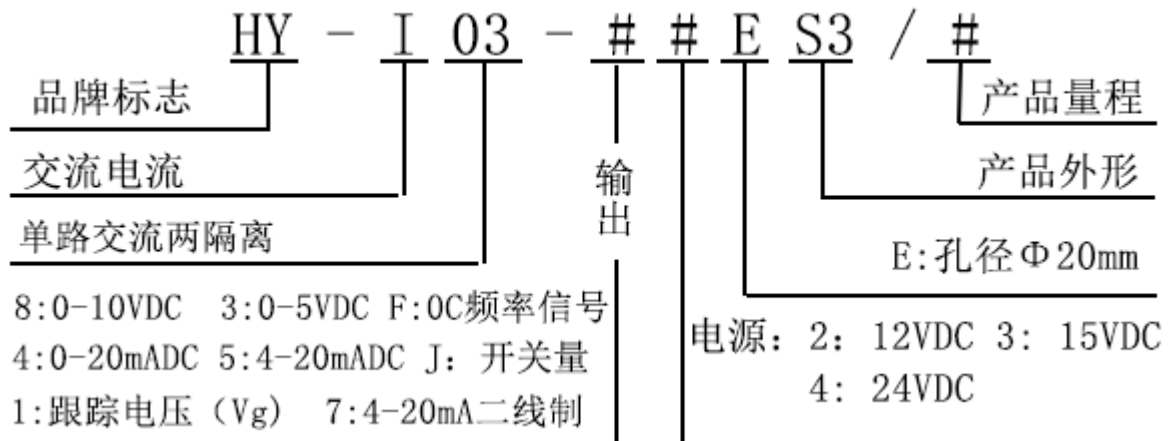 HY - I 03 - # # E S3 / #
品牌标志
产品量程
交流电流
产品外形
单路交流两隔离
输出
E:孔径Φ20mm
8:0-10VDC 3:0-5VDC F:OC频率信号
4:0-20mADC 5:4-20mADC J: 开关量
1:跟踪电压（Vg) 7:4-20mA二线制
电源: 2: 12VDC 3: 15VDC
4: 24VDC